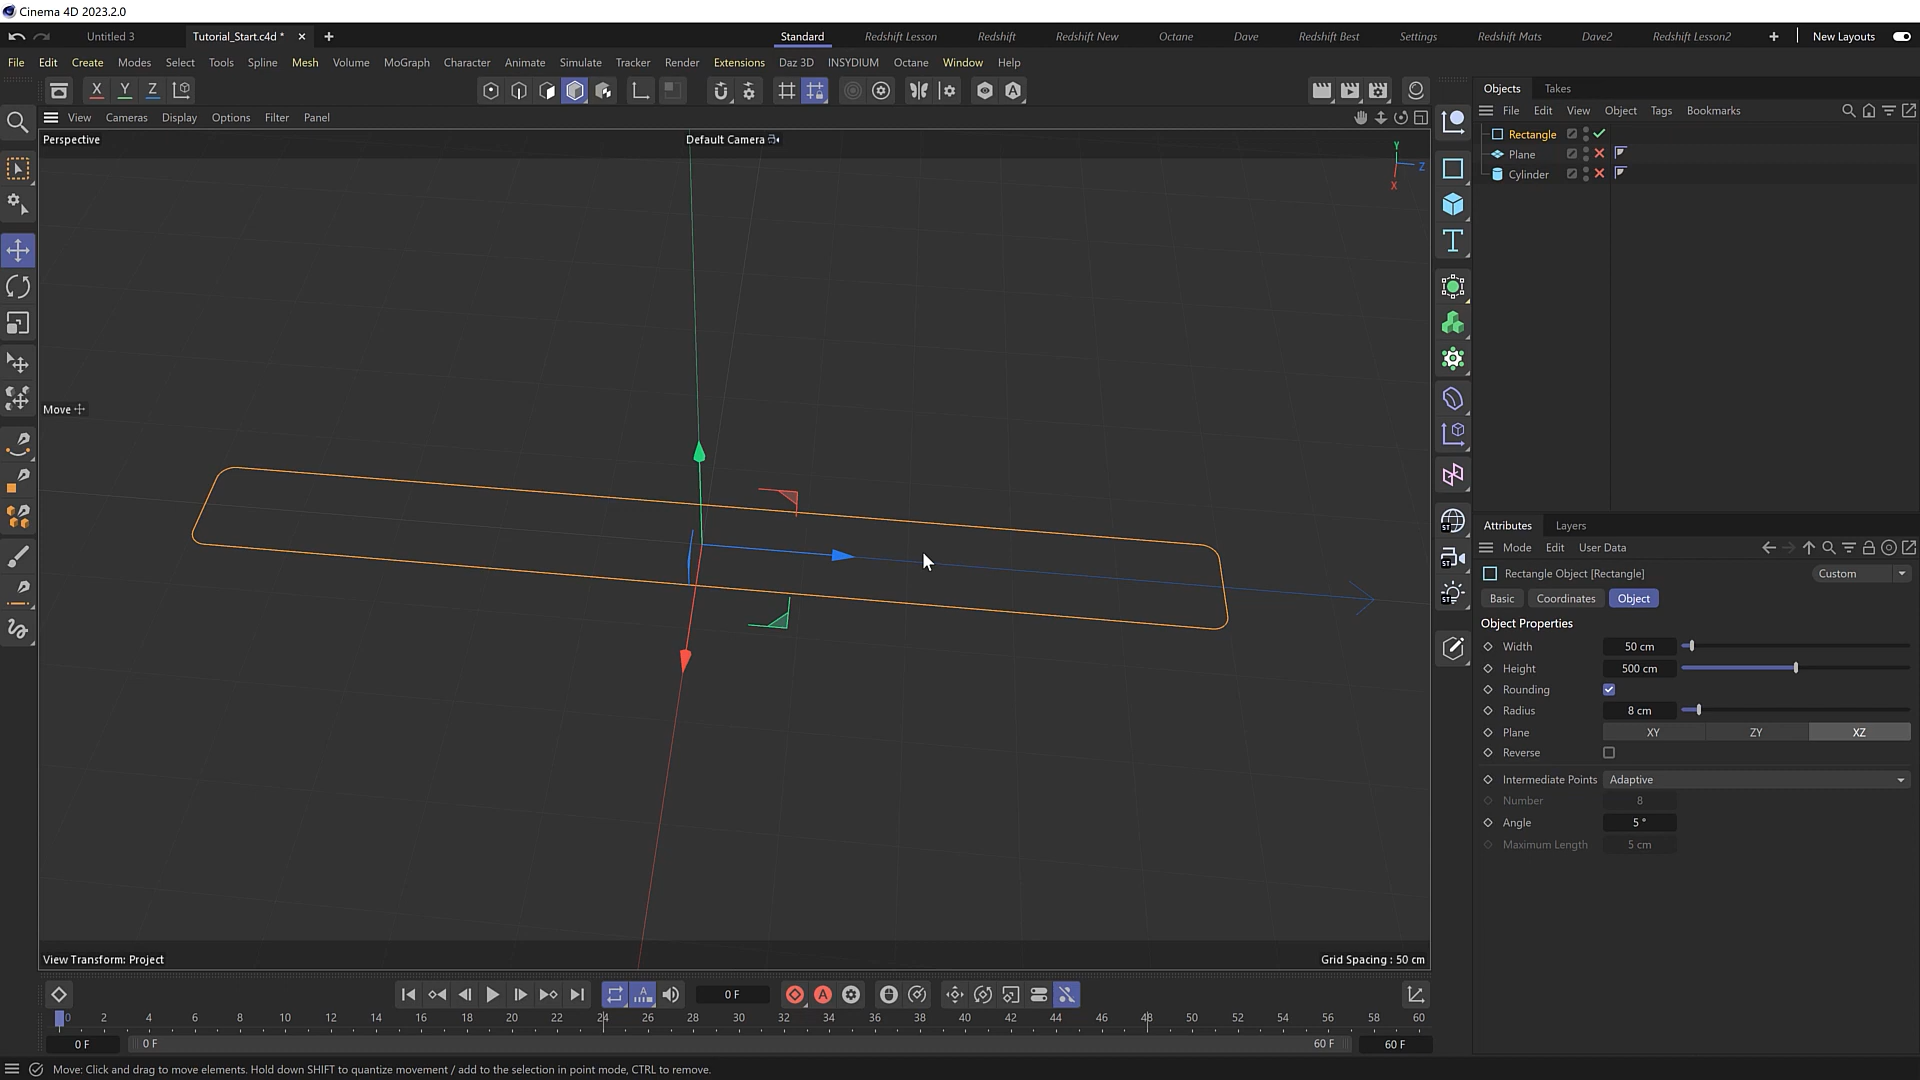 Cinema 4D 2023.2.0
Untitled 3
Tutorial_Start.c4d *
Standard
Redshift Lesson
Redshift
Redshift New
Octane
Dave
Redshift Best
Settings
Redshift Mats
Dave2
Redshift Lesson2
New Layouts
File Edit Create Modes Select Tools Spline Mesh Volume MoGraph Character Animate Simulate Tracker Render Extensions Daz 3D INSYDIUM Octane Window Help
X Y Z
View Cameras Display Options Filter Panel
Perspective
Default Camera
Y
Z
X
Move
View Transform: Project
Grid Spacing : 50 cm
ST
ST
ST
Objects Takes
File Edit View Object Tags Bookmarks
Rectangle
Plane
Cylinder
Attributes Layers
Mode Edit User Data
Rectangle Object [Rectangle]
Custom
Basic Coordinates Object
Object Properties
Width 50 cm
Height 500 cm
Rounding
Radius 8 cm
Plane XY ZY XZ
Reverse
Intermediate Points Adaptive
Number 8
Angle 5 °
Maximum Length 5 cm
0 F
0 2 4 6 8 10 12 14 16 18 20 22 24 26 28 30 32 34 36 38 40 42 44 46 48 50 52 54 56 58 60
0 F
0 F
60 F
60 F
Move: Click and drag to move elements. Hold down SHIFT to quantize movement / add to the selection in point mode, CTRL to remove.